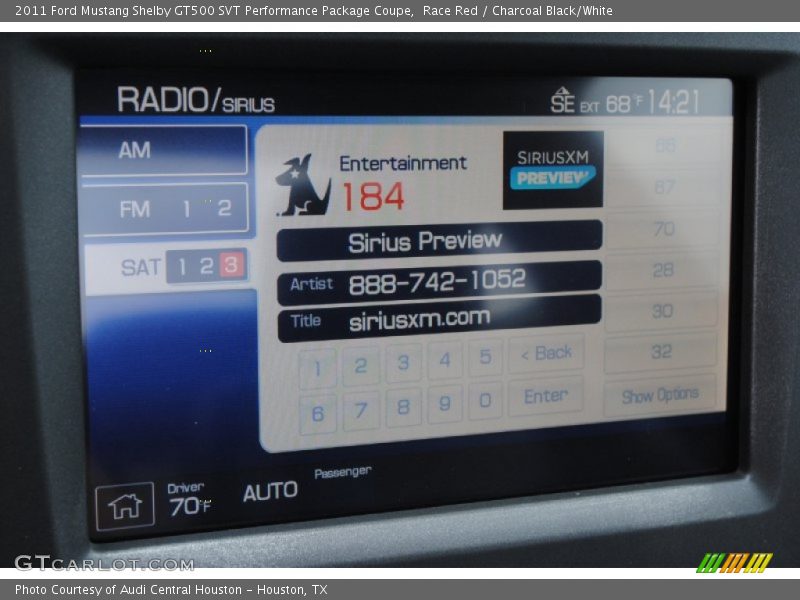 2011 Ford Mustang Shelby GT500 SVT Performance Package Coupe,  Race Red / Charcoal Black/White
RADIO/SIRIUS
SE EXT 68°F 14:21
AM
FM 1 2
SAT 1 2 3
Entertainment
184
SIRIUSXM
PREVIEW
Sirius Preview
Artist 888-742-1052
Title siriusxm.com
1 2 3 4 5 < Back
6 7 8 9 0 Enter
66
67
70
28
30
32
Show Options
Driver
70°F
AUTO
Passenger
GTCARLOT.COM
Photo Courtesy of Audi Central Houston - Houston, TX